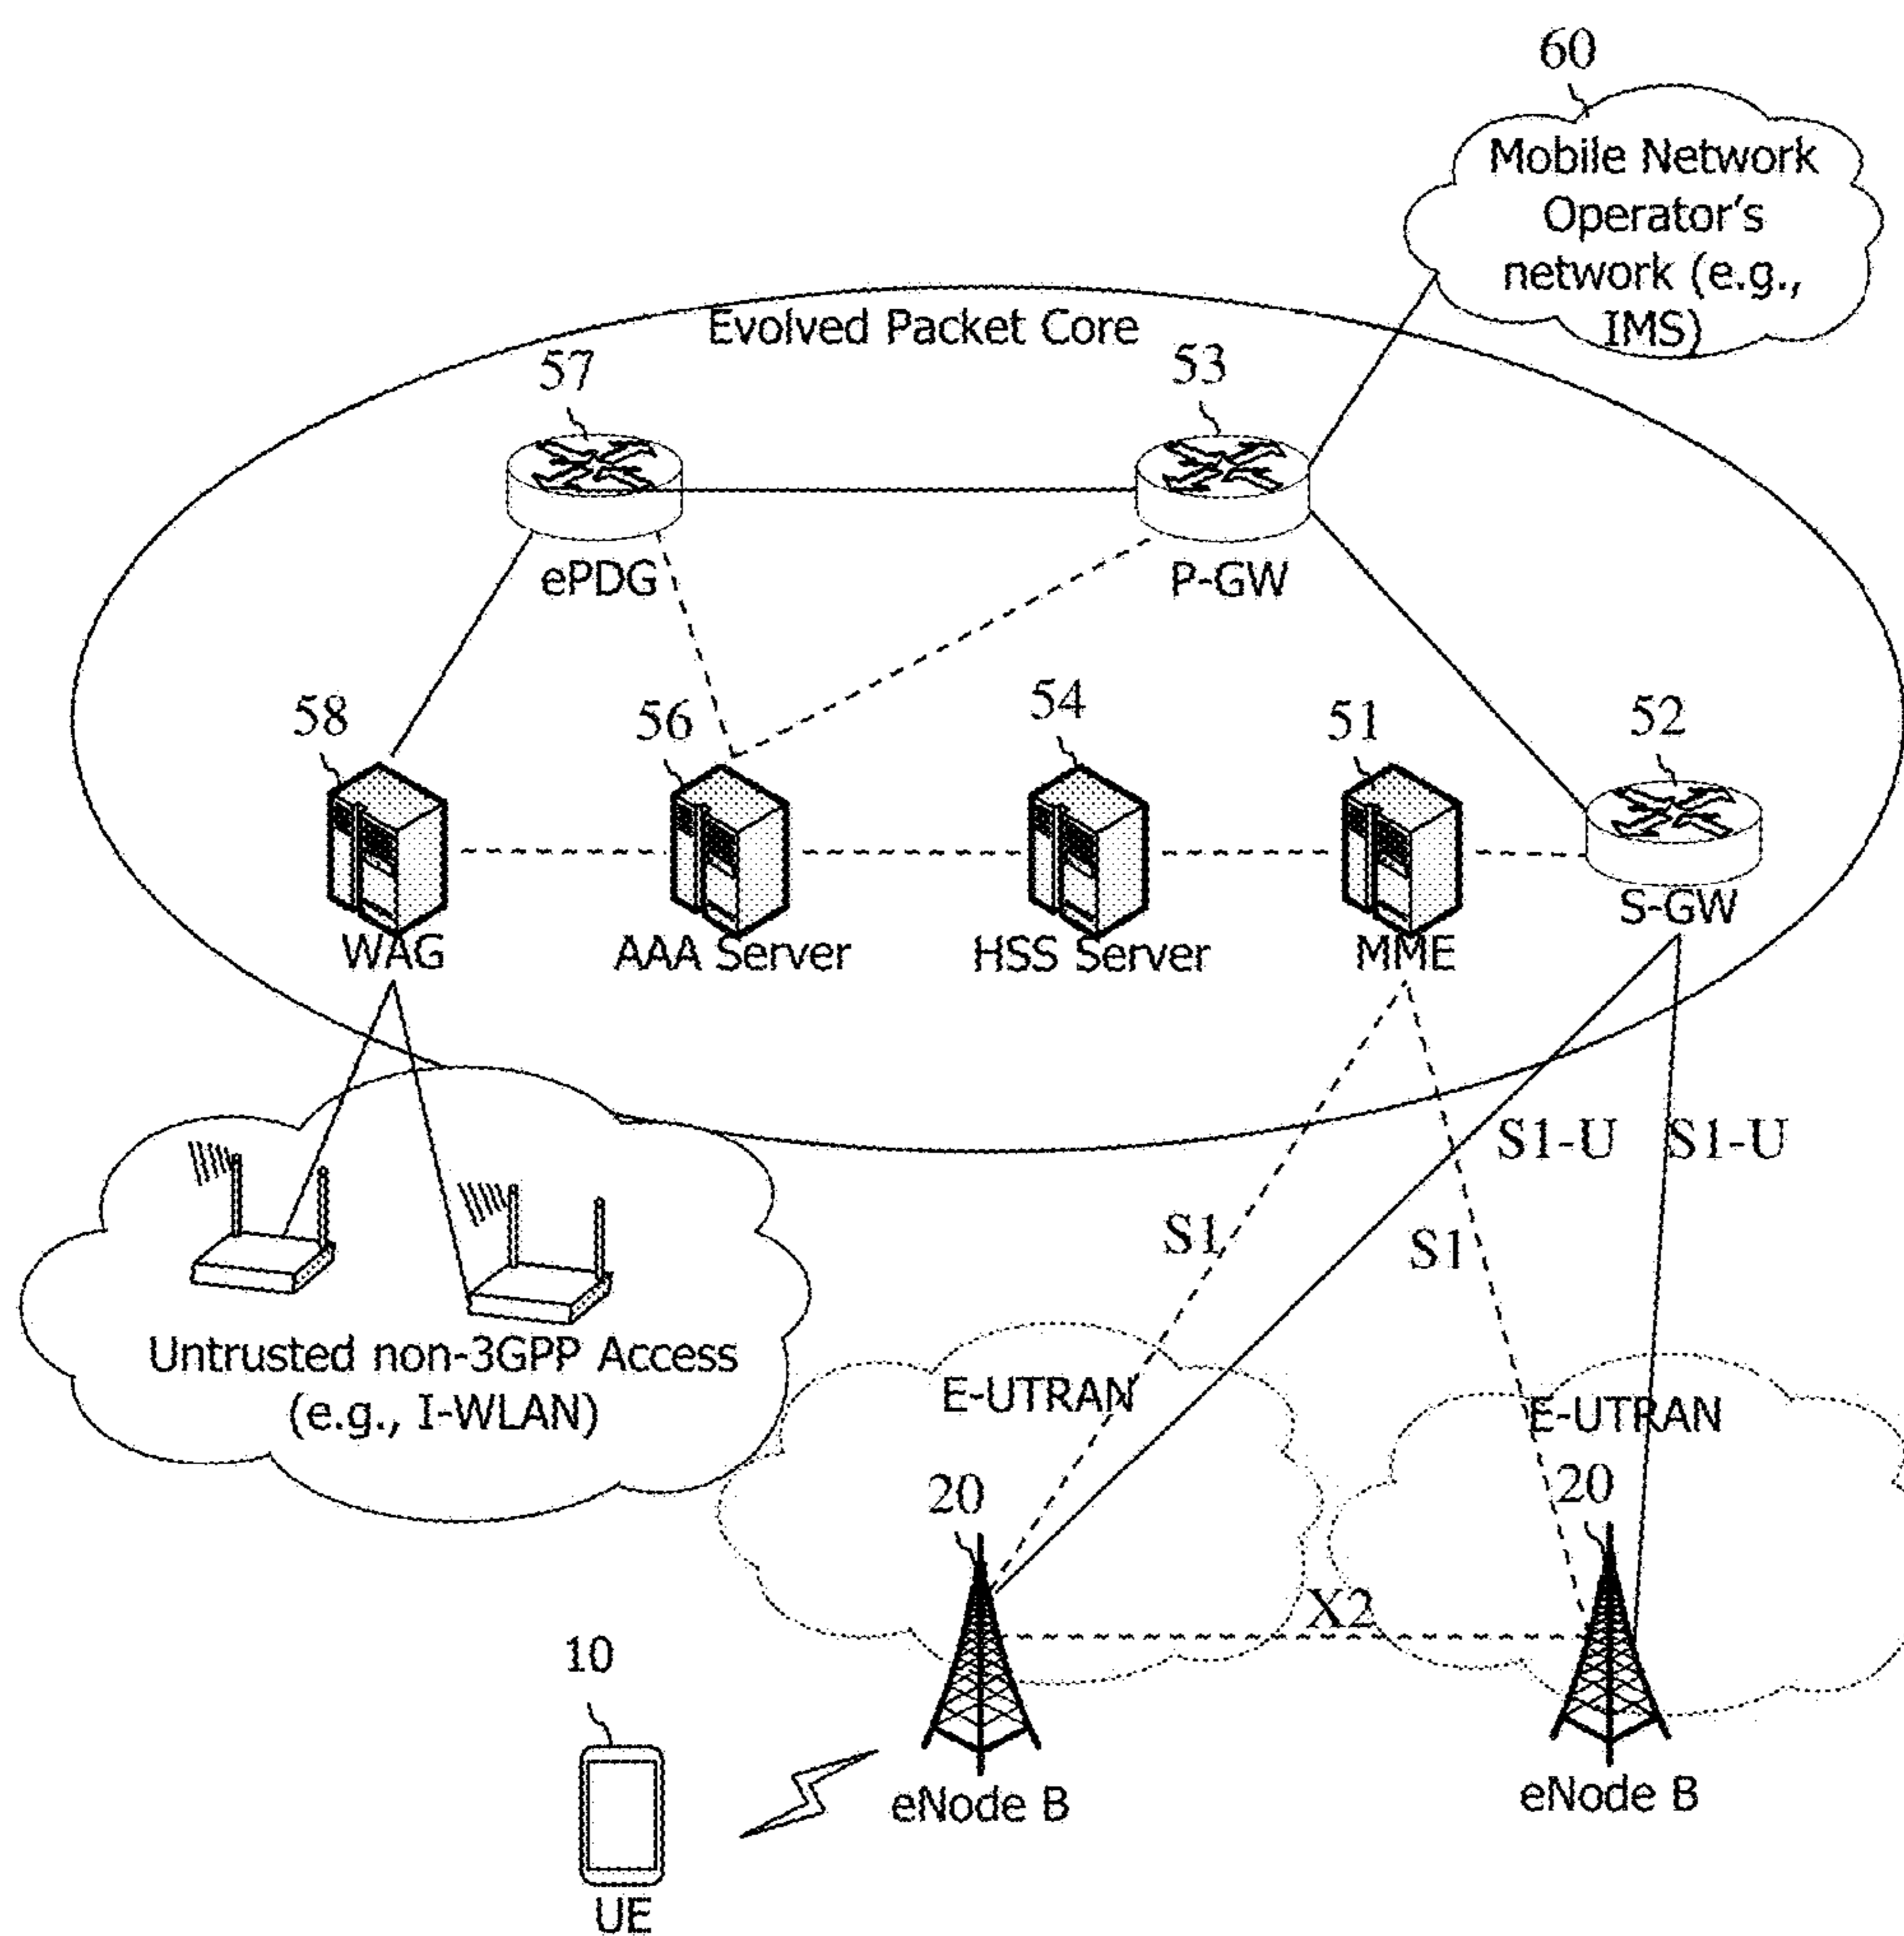 60
Mobile Network
Operator's
network (e.g.,
IMS)
Evolved Packet Core
57
53
ePDG
P-GW
58
56
54
51
52
WAG
AAA Server
HSS Server
MME
S-GW
S1-U
S1-U
S1
S1
Untrusted non-3GPP Access
(e.g., I-WLAN)
E-UTRAN
E-UTRAN
20
20
X2
10
eNode B
eNode B
UE